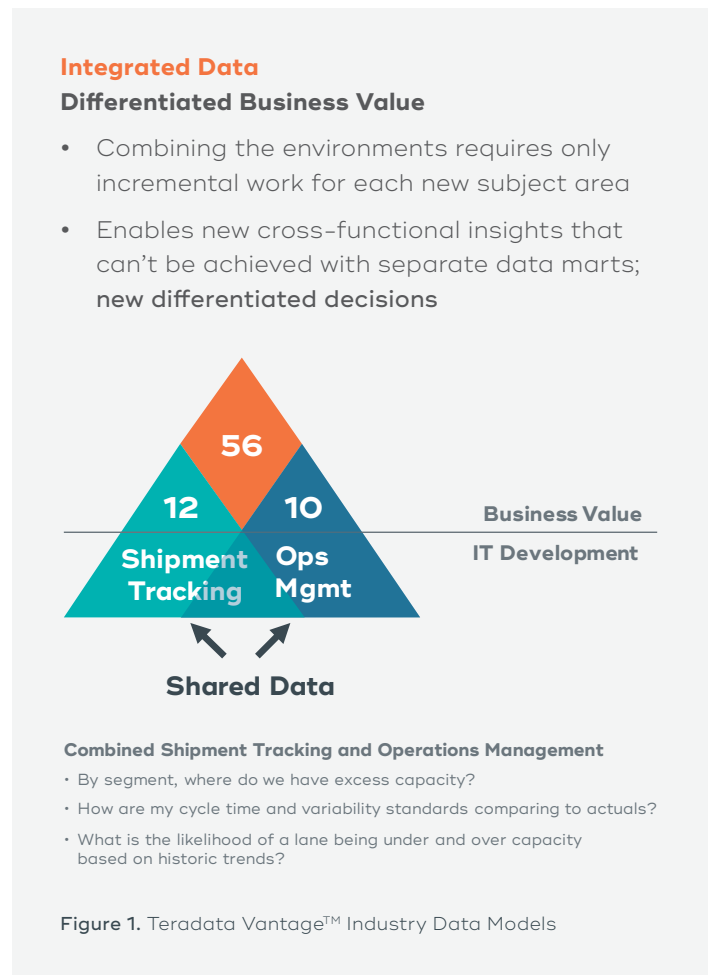 Integrated Data
Differentiated Business Value
• Combining the environments requires only
incremental work for each new subject area
• Enables new cross-functional insights that
can't be achieved with separate data marts;
new differentiated decisions
56
12
10
Business Value
IT Development
Shipment
Tracking
Ops
Mgmt
Shared Data
Combined Shipment Tracking and Operations Management
• By segment, where do we have excess capacity?
• How are my cycle time and variability standards comparing to actuals?
• What is the likelihood of a lane being under and over capacity
based on historic trends?
Figure 1. Teradata Vantage™ Industry Data Models